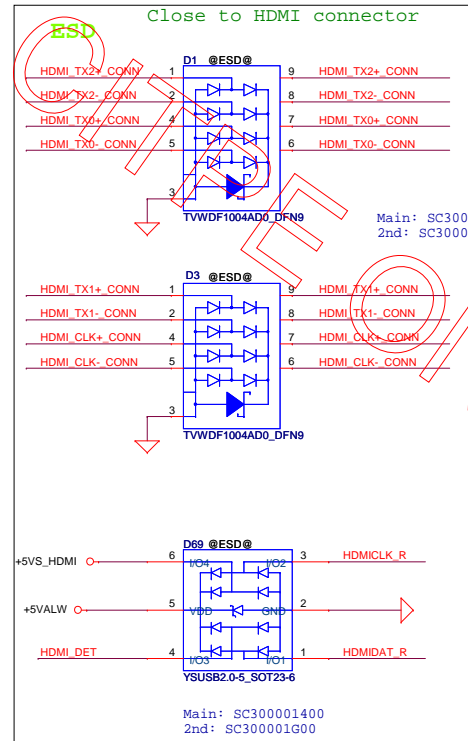 Close to HDMI connector
ESD
D1 @ESD@
HDMI_TX2+_CONN 1 9 HDMI_TX2+_CONN
HDMI_TX2-_CONN 2 8 HDMI_TX2-_CONN
HDMI_TX0+_CONN 4 7 HDMI_TX0+_CONN
HDMI_TX0-_CONN 5 6 HDMI_TX0-_CONN
3
TVWDF1004AD0_DFN9
Main: SC300
2nd: SC3000
D3 @ESD@
HDMI_TX1+_CONN 1 9 HDMI_TX1+_CONN
HDMI_TX1-_CONN 2 8 HDMI_TX1-_CONN
HDMI_CLK+_CONN 4 7 HDMI_CLK+_CONN
HDMI_CLK-_CONN 5 6 HDMI_CLK-_CONN
3
TVWDF1004AD0_DFN9
D69 @ESD@
+5VS_HDMI 6 I/O4 I/O2 3 HDMICLK_R
+5VALW 5 VDD GND 2
HDMI_DET 4 I/O3 I/O1 1 HDMIDAT_R
YSUSB2.0-5_SOT23-6
Main: SC300001400
2nd: SC300001G00